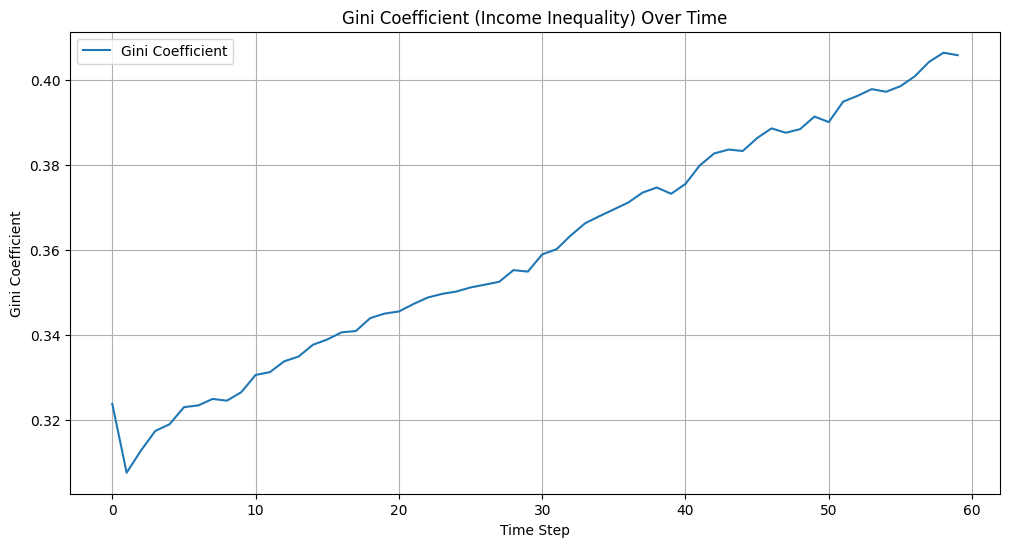 Gini Coefficient (Income Inequality) Over Time
Gini Coefficient
0.40
0.38
0.36
0.34
0.32
Gini Coefficient
0 10 20 30 40 50 60
Time Step